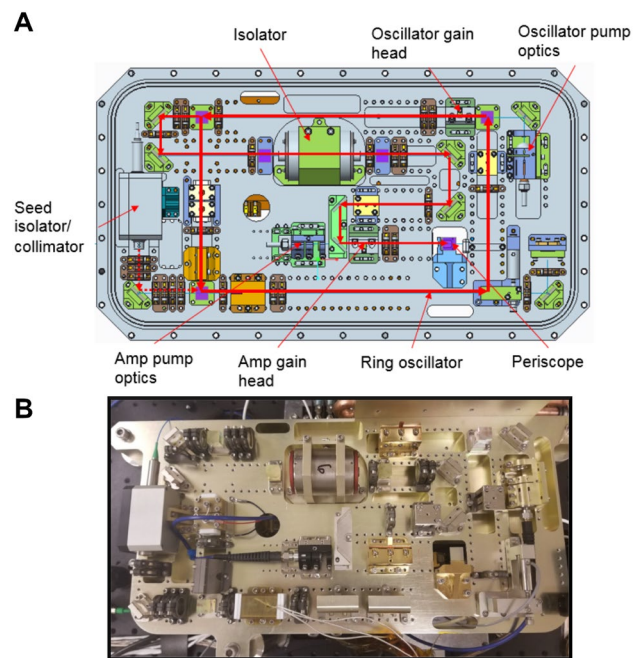 A
Isolator
Oscillator gain
head
Oscillator pump
optics
Seed isolator/
collimator
Amp pump
optics
Amp gain
head
Ring oscillator
Periscope
B